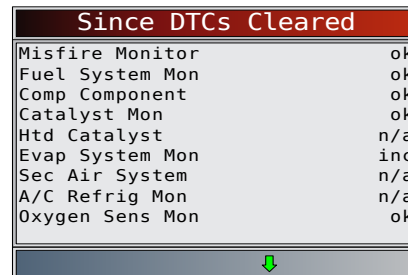 Since DTCs Cleared
Misfire Monitor ok
Fuel System Mon ok
Comp Component ok
Catalyst Mon ok
Htd Catalyst n/a
Evap System Mon inc
Sec Air System n/a
A/C Refrig Mon n/a
Oxygen Sens Mon ok